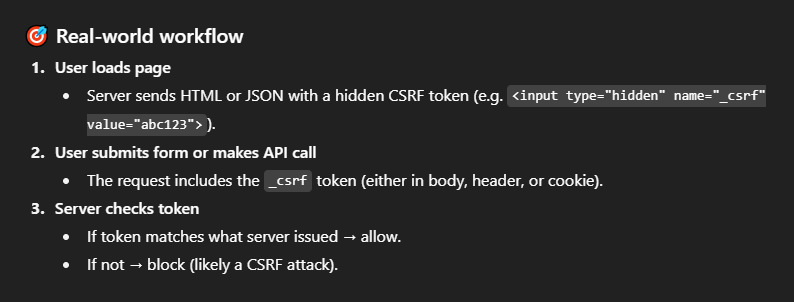 🎯 Real-world workflow
1. User loads page
• Server sends HTML or JSON with a hidden CSRF token (e.g. <input type="hidden" name="_csrf"
value="abc123">).
2. User submits form or makes API call
• The request includes the _csrf token (either in body, header, or cookie).
3. Server checks token
• If token matches what server issued → allow.
• If not → block (likely a CSRF attack).